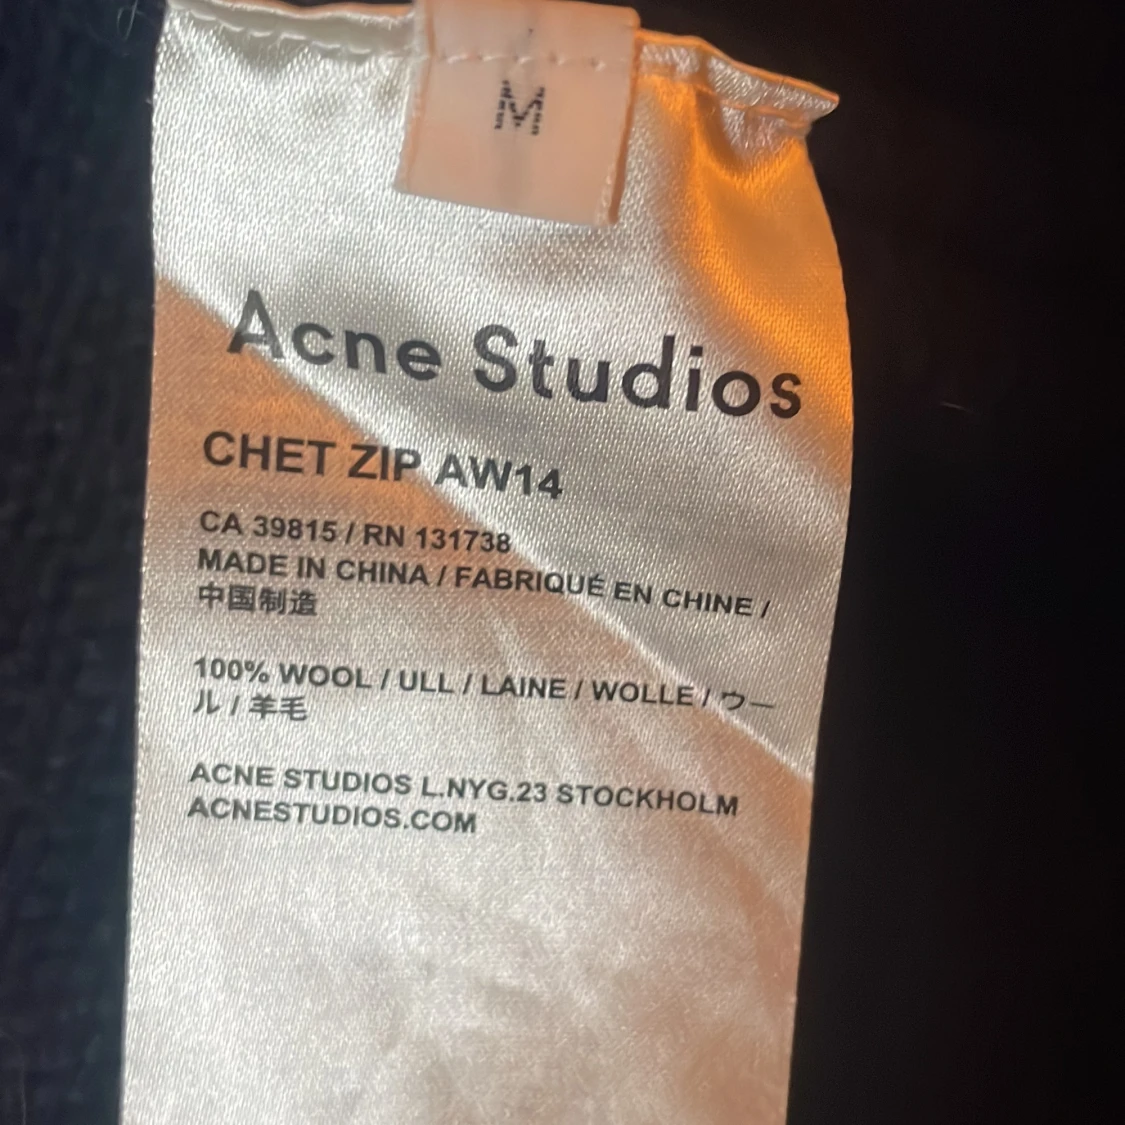 M
Acne Studios
CHET ZIP AW14
CA 39815 / RN 131738
MADE IN CHINA / FABRIQUÉ EN CHINE /
中国制造
100% WOOL / ULL / LAINE / WOLLE / ウー
ル / 羊毛
ACNE STUDIOS L.NYG.23 STOCKHOLM
ACNESTUDIOS.COM